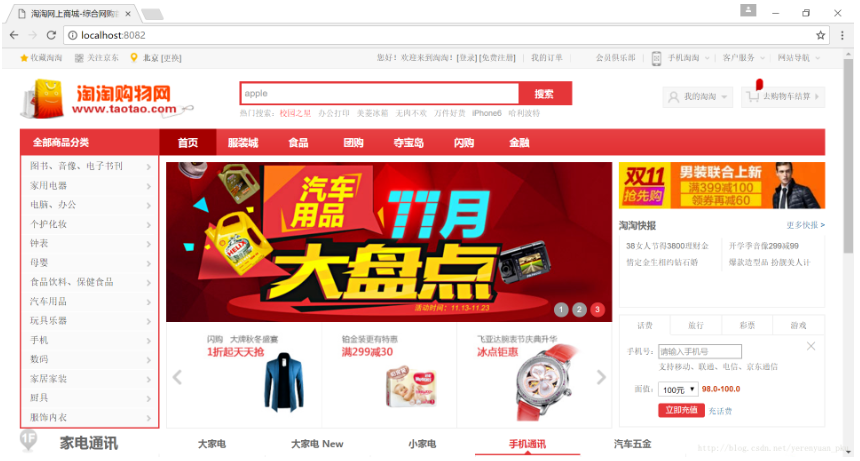 淘淘网上商城-综合网购
localhost:8082
收藏淘淘 关注京东 北京 [更换] 您好！欢迎来到淘淘！[登录] [免费注册] 我的订单 会员俱乐部 手机淘淘 客户服务 网站导航
淘淘购物网
www.taotao.com
apple 搜索
我的淘淘 去购物车结算
热门搜索： 校园之星 办公打印 美菱冰箱 无肉不欢 万件好货 iPhone6 哈利波特
全部商品分类 首页 服装城 食品 团购 夺宝岛 闪购 金融
图书、音像、电子书刊
家用电器
电脑、办公
个护化妆
钟表
母婴
食品饮料、保健食品
汽车用品
玩具乐器
手机
数码
家居家装
厨具
服饰内衣
汽车用品
11月
大盘点
活动时间：11.13-11.23
1 2 3
双11 男装联合上新
抢先购 满399减100
领券再减60
淘淘快报 更多快报 >
38女人节得3800理财金 开学季音像299减99
情定金生相约钻石婚 爆款造型品 扮靓美人计
话费 旅行 彩票 游戏
手机号： 请输入手机号
支持移动、联通、电信、京东通信
面值： 100元 98.0-100.0
立即充值 充话费
闪购 大牌秋冬盛宴
1折起天天抢
铂金装更有特惠
满299减30
飞亚达腕表节庆典升华
冰点钜惠
1F 家电通讯 大家电 大家电 New 小家电 手机通讯 汽车五金